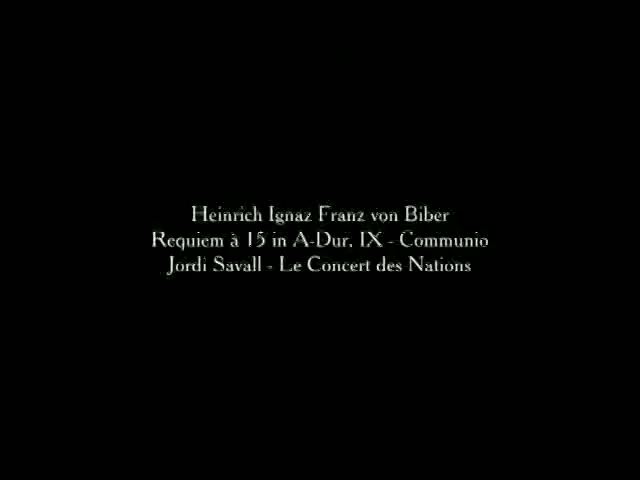 Heinrich Ignaz Franz von Biber
Requiem à 15 in A-Dur, IX - Communio
Jordi Savall - Le Concert des Nations